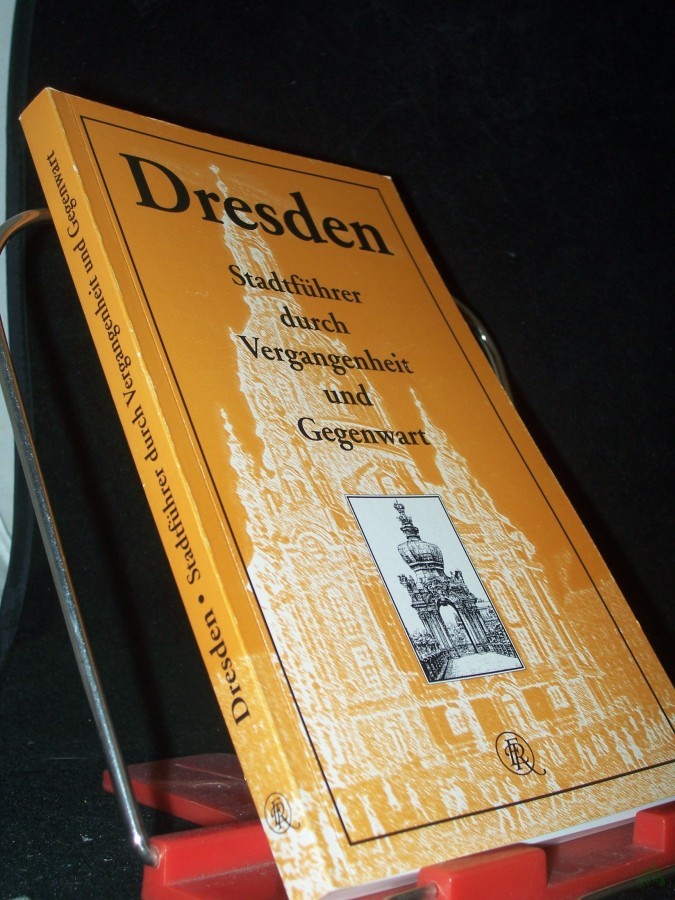 Dresden
Stadtführer
durch
Vergangenheit
und
Gegenwart
Dresden • Stadtführer durch Vergangenheit und Gegenwart